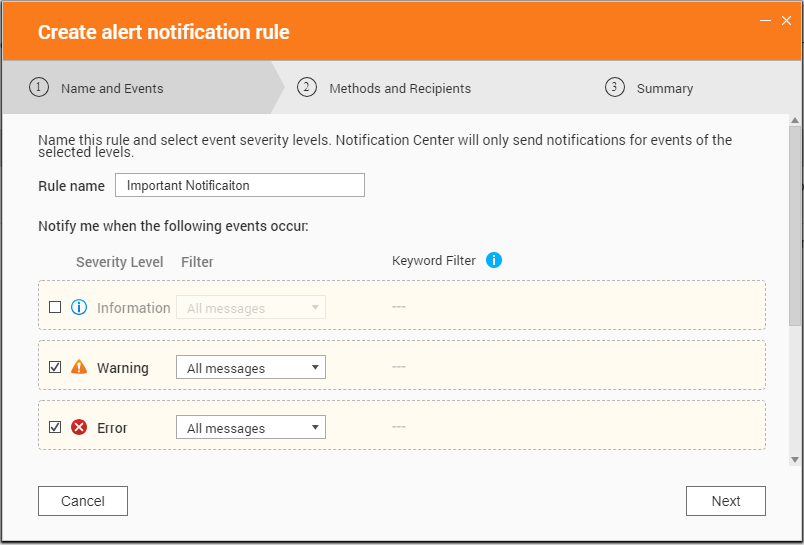 Create alert notification rule
1 Name and Events 2 Methods and Recipients 3 Summary
Name this rule and select event severity levels. Notification Center will only send notifications for events of the
selected levels.
Rule name Important Notificaiton
Notify me when the following events occur:
Severity Level Filter Keyword Filter i
i Information All messages ---
Warning All messages ---
Error All messages ---
Cancel Next